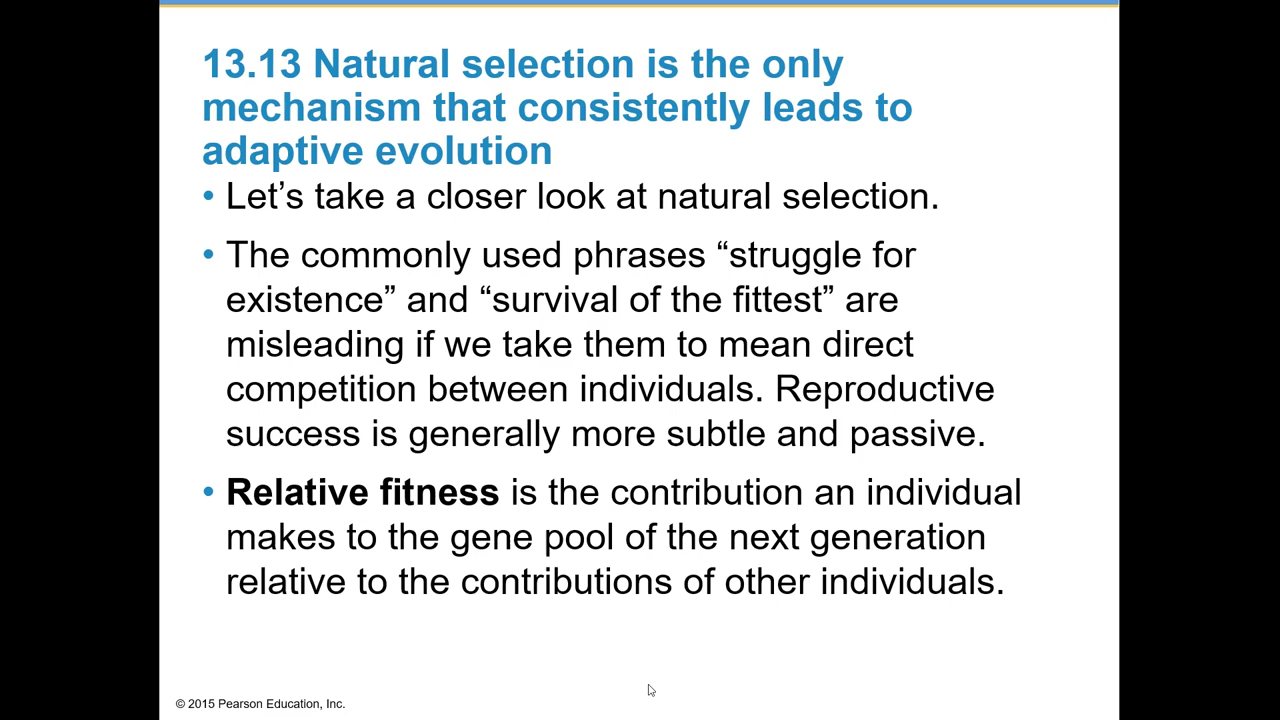 13.13 Natural selection is the only
mechanism that consistently leads to
adaptive evolution
• Let’s take a closer look at natural selection.
• The commonly used phrases “struggle for
existence” and “survival of the fittest” are
misleading if we take them to mean direct
competition between individuals. Reproductive
success is generally more subtle and passive.
• Relative fitness is the contribution an individual
makes to the gene pool of the next generation
relative to the contributions of other individuals.
© 2015 Pearson Education, Inc.